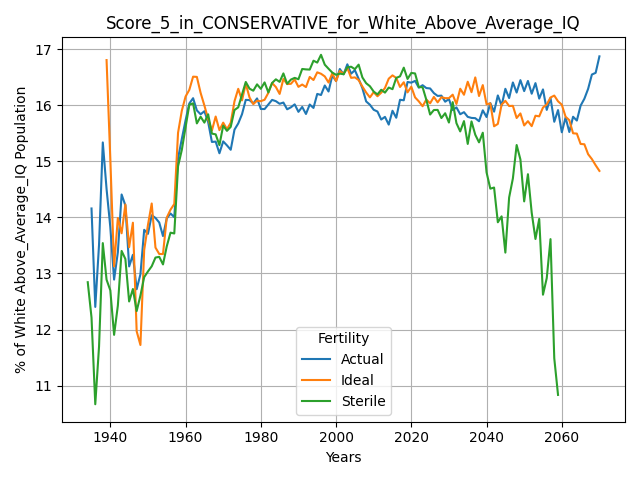 Score_5_in_CONSERVATIVE_for_White_Above_Average_IQ
% of White Above_Average_IQ Population
17
16
15
14
13
12
11
Fertility
Actual
Ideal
Sterile
1940 1960 1980 2000 2020 2040 2060
Years